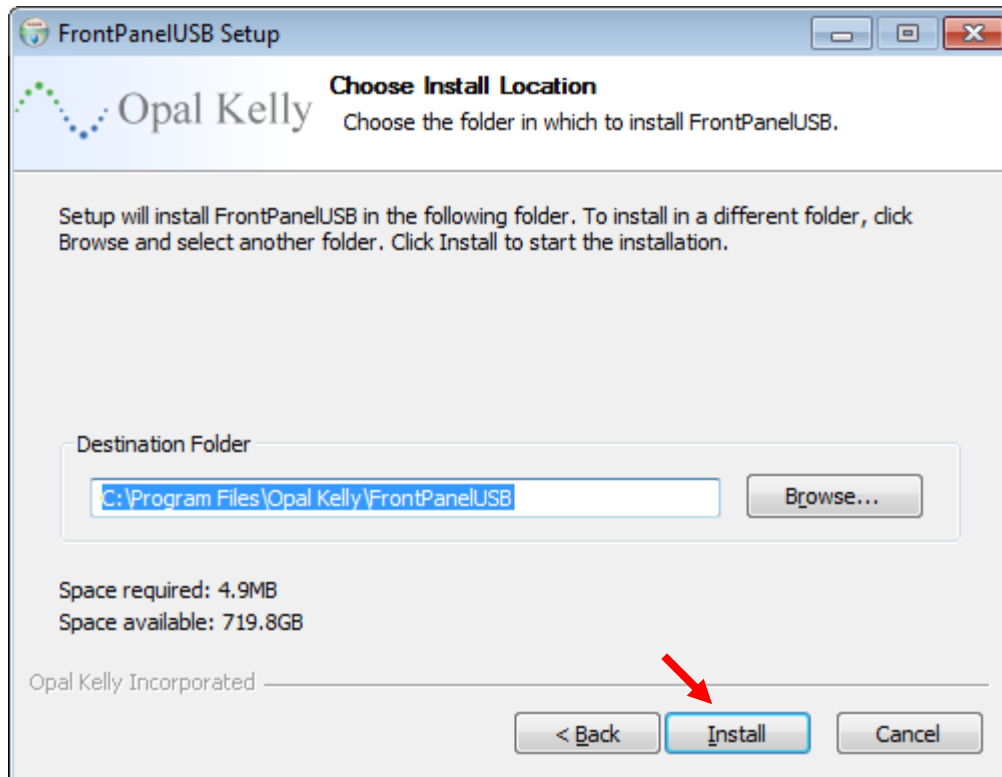 FrontPanelUSB Setup
Opal Kelly
Choose Install Location
Choose the folder in which to install FrontPanelUSB.
Setup will install FrontPanelUSB in the following folder. To install in a different folder, click
Browse and select another folder. Click Install to start the installation.
Destination Folder
C:\Program Files\Opal Kelly\FrontPanelUSB
Browse...
Space required: 4.9MB
Space available: 719.8GB
Opal Kelly Incorporated
< Back
Install
Cancel